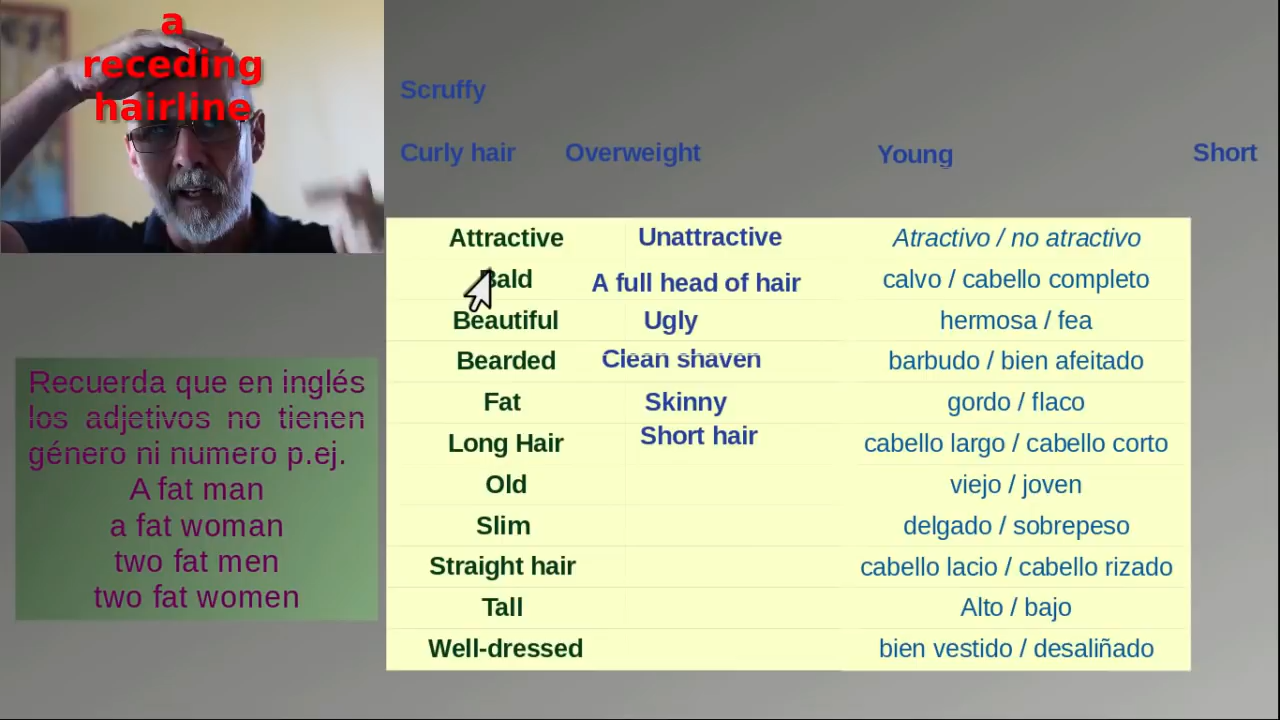 a
receding
hairline
Scruffy
Curly hair Overweight Young Short
Attractive Unattractive Atractivo / no atractivo
Bald A full head of hair calvo / cabello completo
Beautiful Ugly hermosa / fea
Bearded Clean shaven barbudo / bien afeitado
Fat Skinny gordo / flaco
Long Hair Short hair cabello largo / cabello corto
Old viejo / joven
Slim delgado / sobrepeso
Straight hair cabello lacio / cabello rizado
Tall Alto / bajo
Well-dressed bien vestido / desaliñado
Recuerda que en inglés
los adjetivos no tienen
género ni numero p.ej.
A fat man
a fat woman
two fat men
two fat women